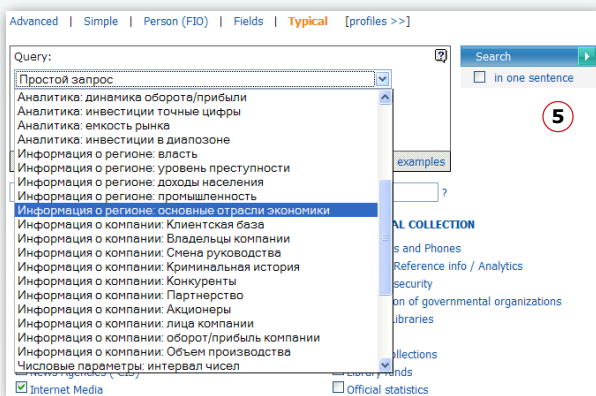 Advanced | Simple | Person (FIO) | Fields | Typical [profiles >>]
Query:
?
Search
Простой запрос
in one sentence
Аналитика: динамика оборота/прибыли
Аналитика: инвестиции точные цифры
Аналитика: емкость рынка
5
Аналитика: инвестиции в диапозоне
Информация о регионе: власть
examples
Информация о регионе: уровень преступности
Информация о регионе: доходы населения
Информация о регионе: промышленность
?
Информация о регионе: основные отрасли экономики
Информация о компании: Клиентская база
AL COLLECTION
Информация о компании: Владельцы компании
s and Phones
Информация о компании: Смена руководства
Reference info / Analytics
Информация о компании: Криминальная история
security
Информация о компании: Конкуренты
on of governmental organizations
Информация о компании: Партнерство
Libraries
Информация о компании: Акционеры
Информация о компании: лица компании
Информация о компании: оборот/прибыль компании
ollections
Информация о компании: Объем производства
Числовые параметры: интервал чисел
News Agencies (CIS)
Library funds
Internet Media
Official statistics